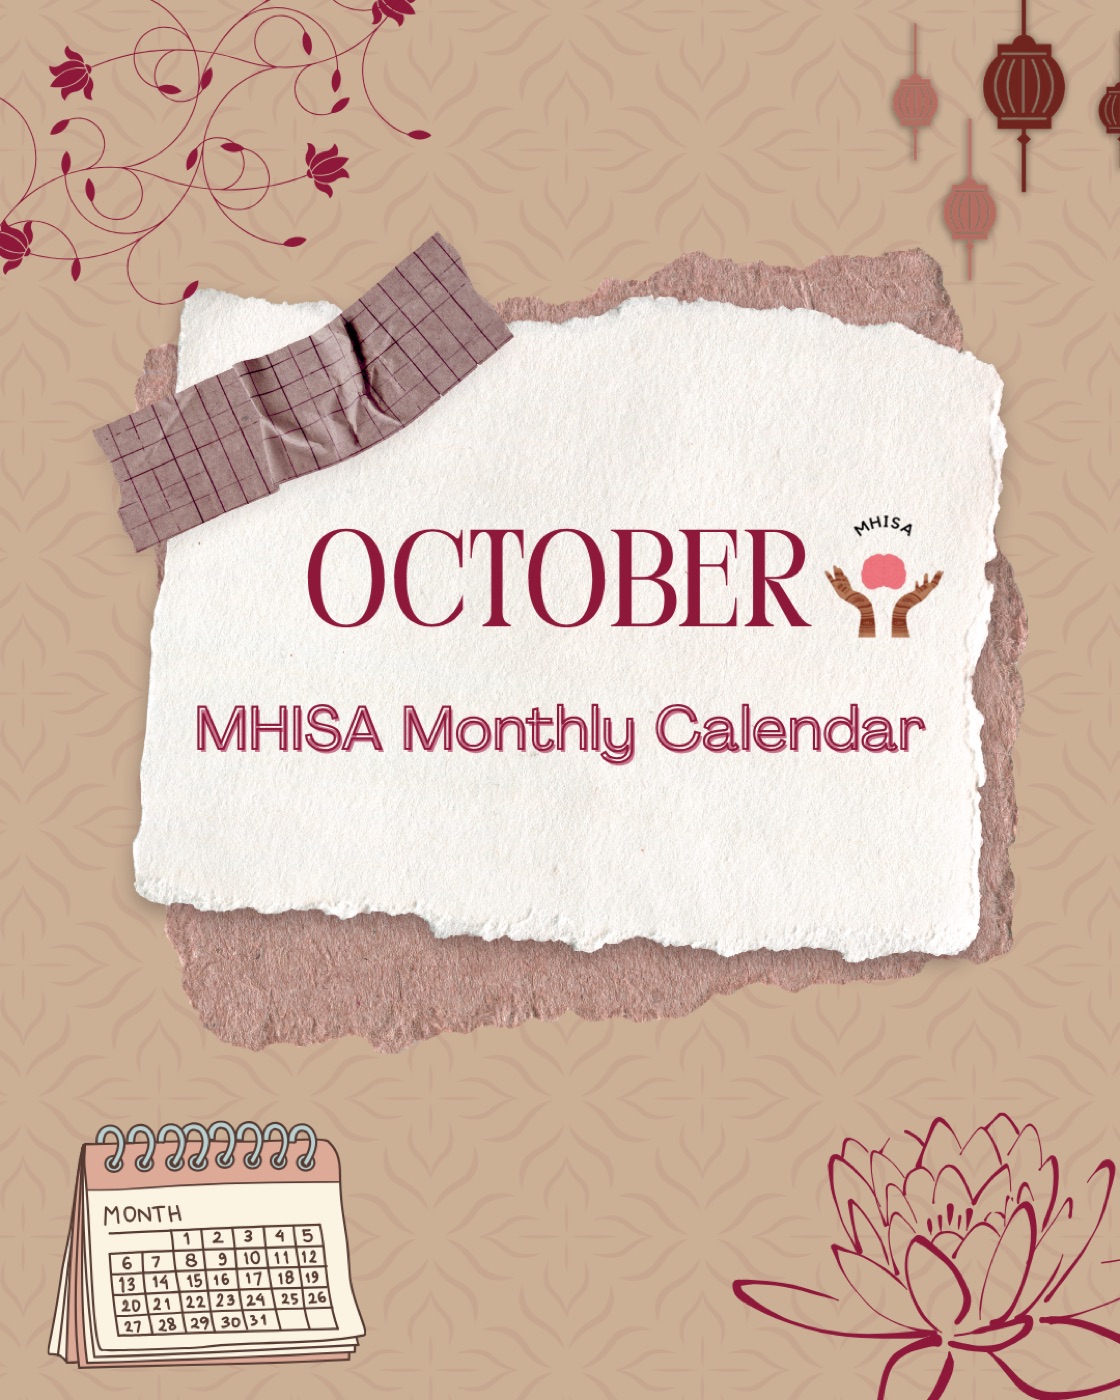 MHISA
OCTOBER
MHISA Monthly Calendar
MONTH
1 2 3 4 5
6 7 8 9 10 11 12
13 14 15 16 17 18 19
20 21 22 23 24 25 26
27 28 29 30 31